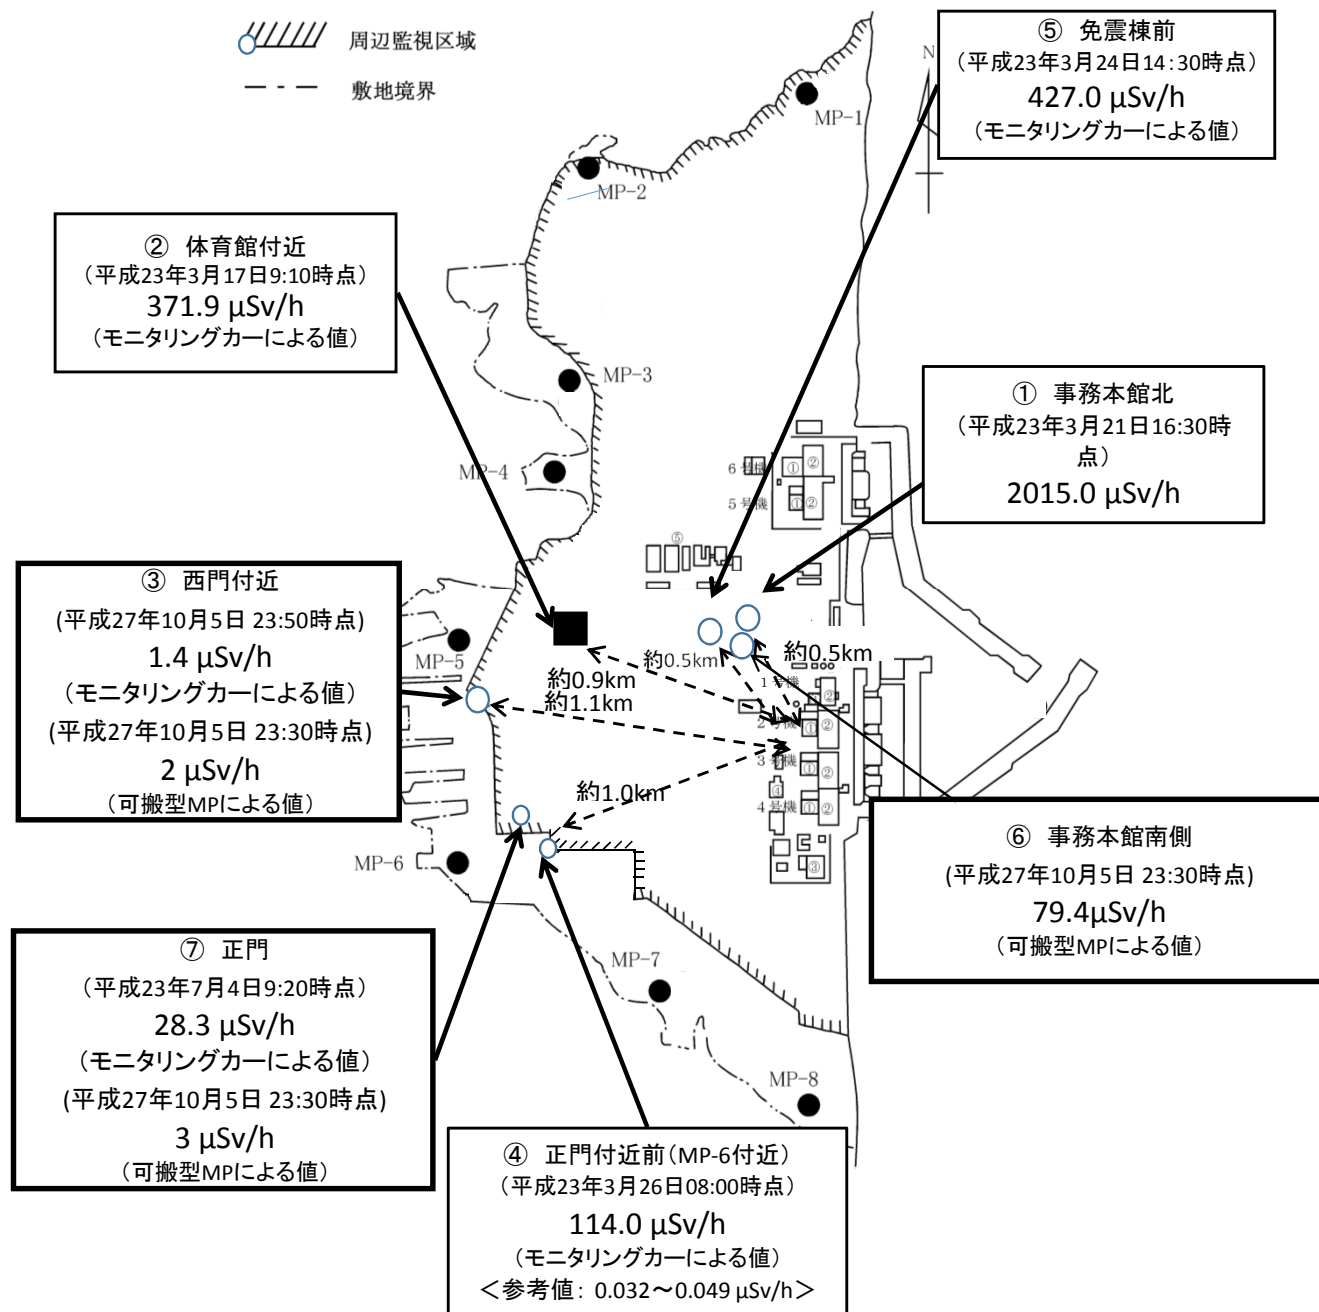 周辺監視区域
敷地境界
⑤ 免震棟前
（平成23年3月24日14：30時点）
427.0 μSv/h
（モニタリングカーによる値）
N
MP-1
MP-2
② 体育館付近
（平成23年3月17日9:10時点）
371.9 μSv/h
（モニタリングカーによる値）
MP-3
① 事務本館北
（平成23年3月21日16:30時
点）
2015.0 μSv/h
MP-4
6号機
①
②
5号機
①
②
⑤
③ 西門付近
(平成27年10月5日 23:50時点)
1.4 μSv/h
（モニタリングカーによる値）
(平成27年10月5日 23:30時点)
2 μSv/h
（可搬型MPによる値）
MP-5
約0.5km
約0.5km
約0.9km
約1.1km
1号機
②
2号機
①
②
3号機
①
②
④
約1.0km
4号機
①
②
③
MP-6
⑥ 事務本館南側
(平成27年10月5日 23:30時点)
79.4μSv/h
（可搬型MPによる値）
⑦ 正門
（平成23年7月4日9:20時点）
28.3 μSv/h
（モニタリングカーによる値）
(平成27年10月5日 23:30時点)
3 μSv/h
（可搬型MPによる値）
MP-7
MP-8
④ 正門付近前（MP-6付近）
（平成23年3月26日08:00時点）
114.0 μSv/h
（モニタリングカーによる値）
＜参考値： 0.032～0.049 μSv/h＞